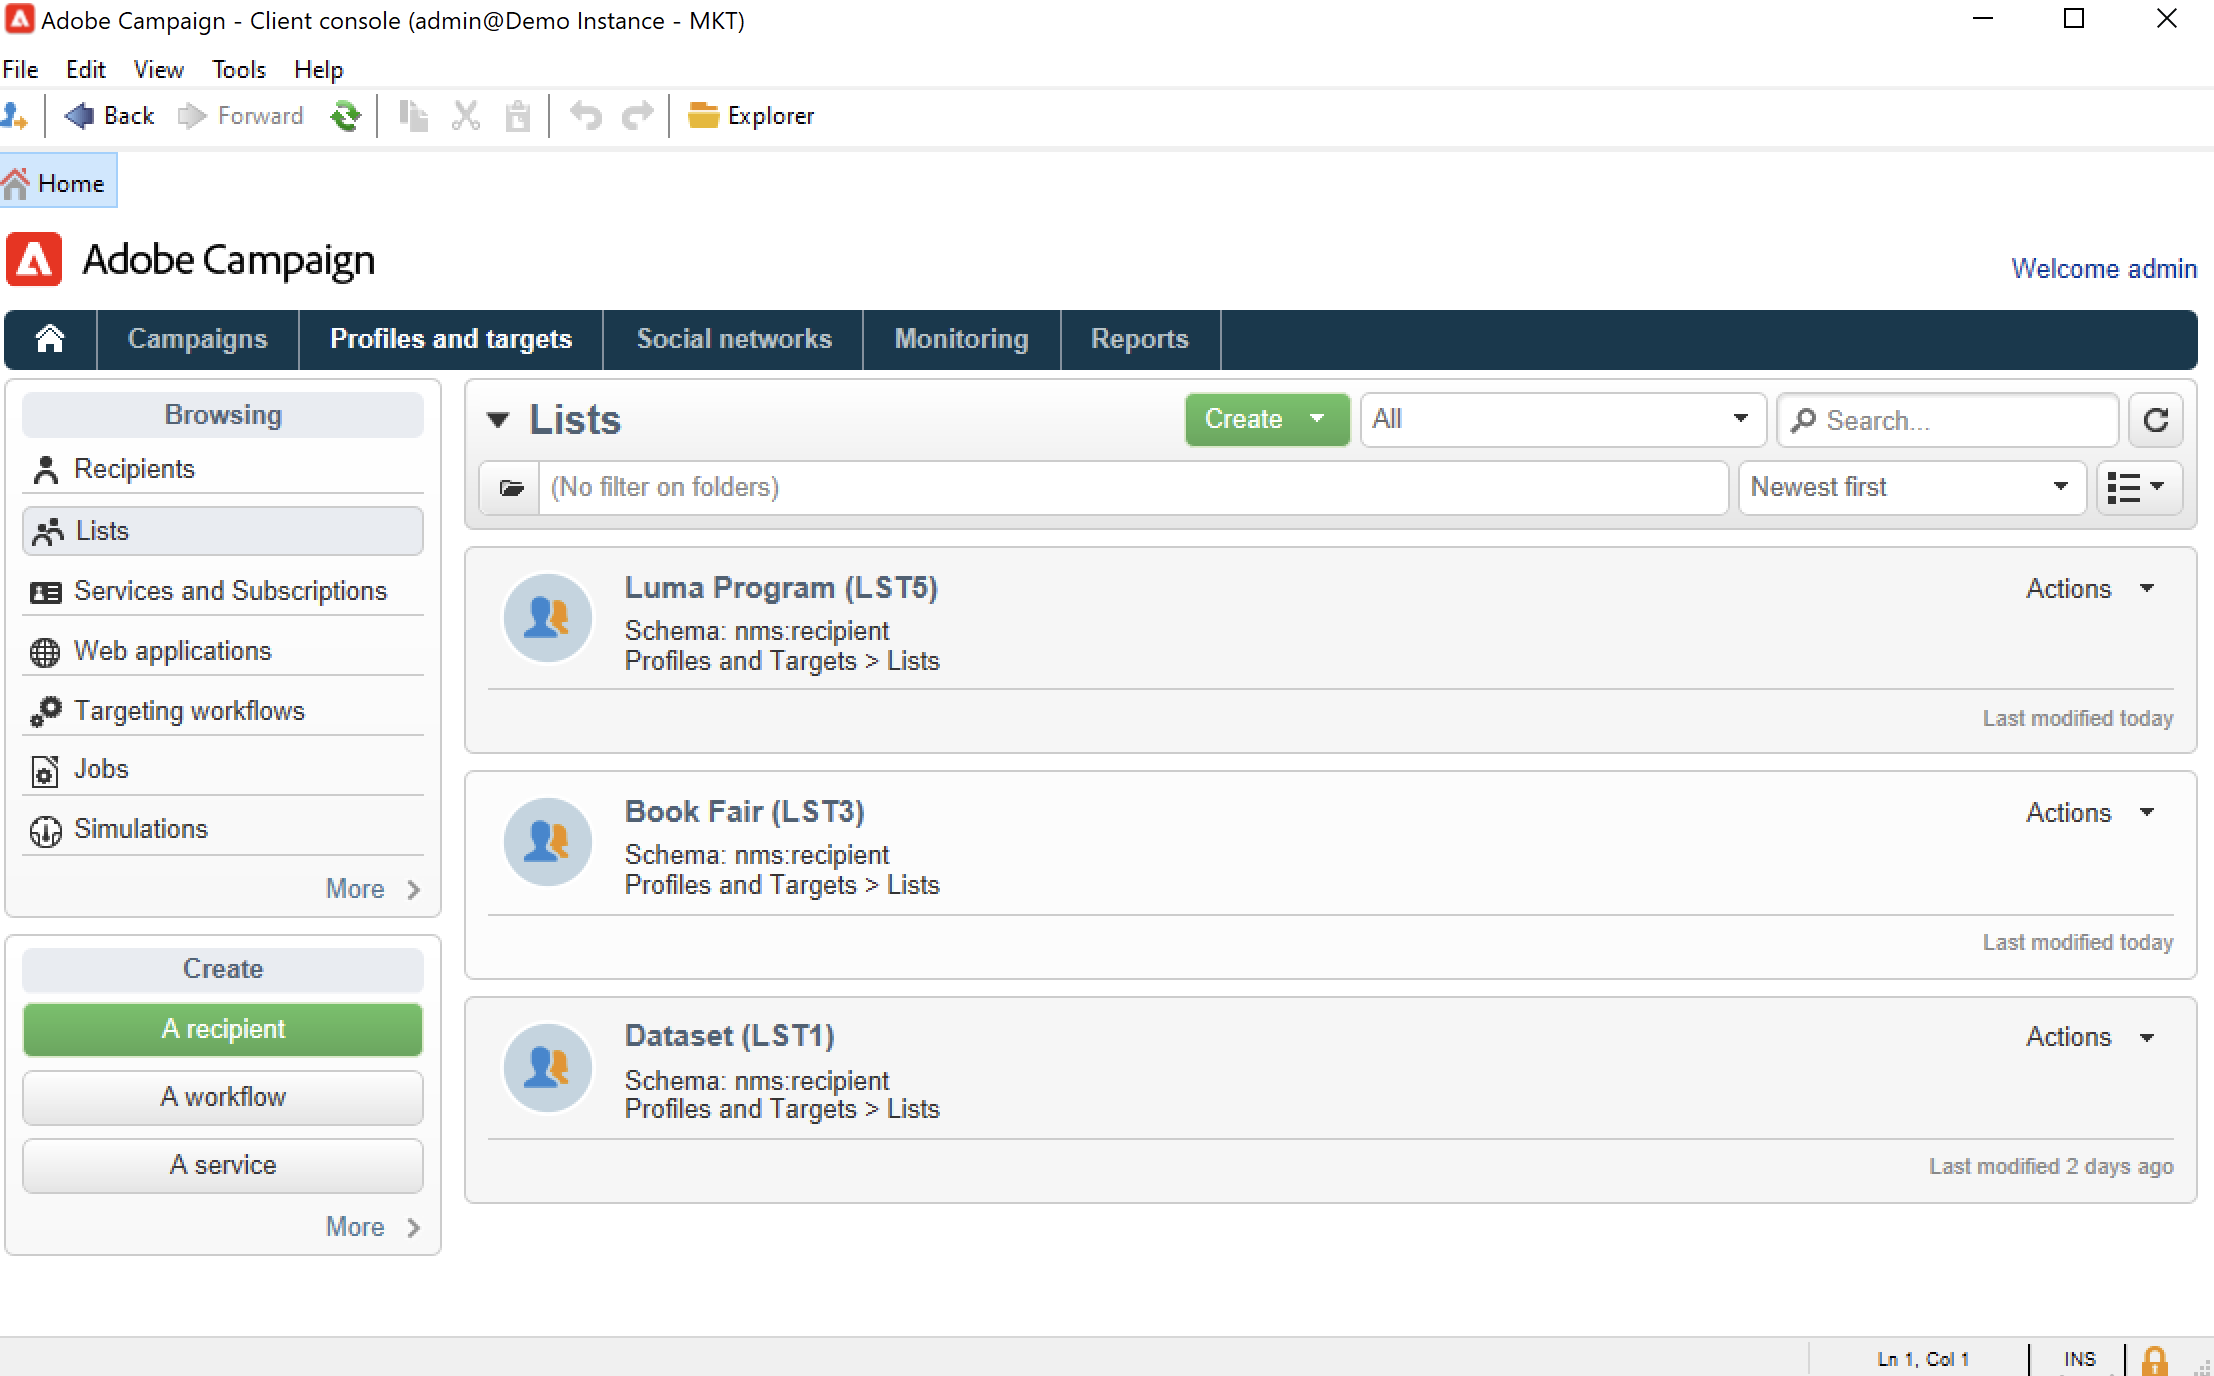 Adobe Campaign - Client console (admin@Demo Instance - MKT)
File Edit View Tools Help
Back Forward Explorer
Home
Adobe Campaign
Welcome admin
Campaigns Profiles and targets Social networks Monitoring Reports
Browsing
Recipients
Lists
Services and Subscriptions
Web applications
Targeting workflows
Jobs
Simulations
More
Create
A recipient
A workflow
A service
More
Lists Create All Search...
(No filter on folders) Newest first
Luma Program (LST5) Actions
Schema: nms:recipient
Profiles and Targets > Lists
Last modified today
Book Fair (LST3) Actions
Schema: nms:recipient
Profiles and Targets > Lists
Last modified today
Dataset (LST1) Actions
Schema: nms:recipient
Profiles and Targets > Lists
Last modified 2 days ago
Ln 1, Col 1 INS